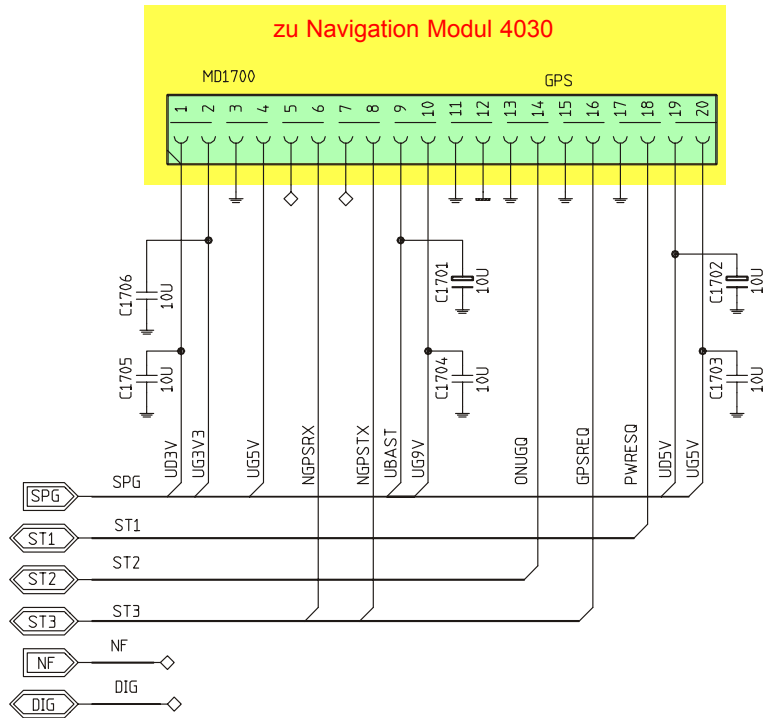 zu Navigation Modul 4030
MD1700 GPS
1 2 3 4 5 6 7 8 9 10 11 12 13 14 15 16 17 18 19 20
C1706 10U
C1701 10U
C1702 10U
C1705 10U
C1704 10U
C1703 10U
UD3V UG3V3 UG5V NGPSRX NGPSTX UBAST UG9V ONUGQ GPSREQ PWRESQ UD5V UG5V
SPG SPG
ST1 ST1
ST2 ST2
ST3 ST3
NF NF
DIG DIG